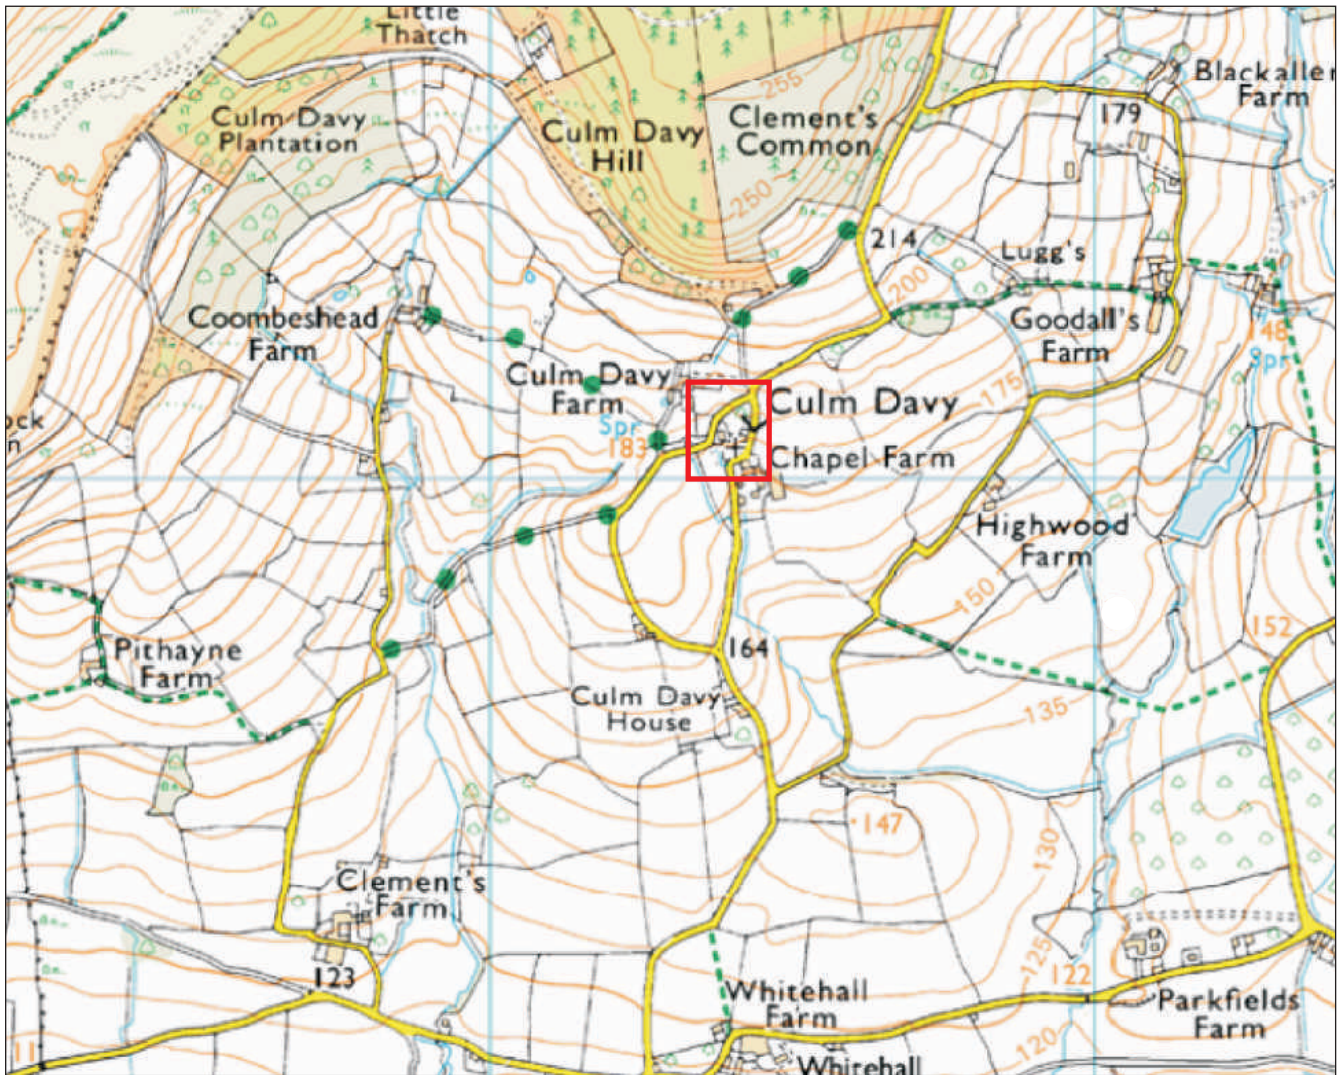 Little
Thatch
Blackaller
Farm
255
179
Culm Davy
Plantation
Culm Davy
Hill
Clement's
Common
250
214
Lugg's
200
Coombeshead
Farm
Goodall's
Farm
148
Spr
Culm Davy
Farm
175
Culm Davy
ock
n
Spr
183
Chapel Farm
Highwood
Farm
150
152
Pithayne
Farm
164
Culm Davy
House
135
147
130
Clement's
Farm
125
123
122
Whitehall
Farm
Parkfields
Farm
11
120
Whitehall